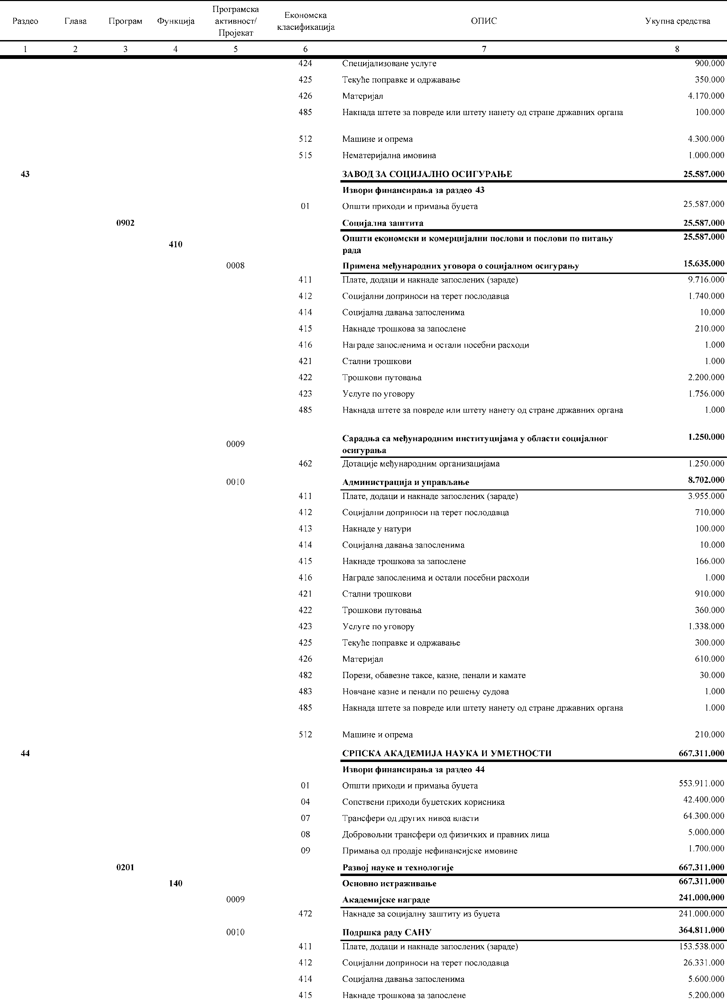 Раздео Глава Програм Функција Програмска активност/ Пројекат Економска класификација ОПИС Укупна средства
1 2 3 4 5 6 7 8
424 Специјализоване услуге 900.000
425 Текуће поправке и одржавање 350.000
426 Материјал 4.170.000
485 Накнада штете за повреде или штету нанету од стране државних органа 100.000
512 Машине и опрема 4.300.000
515 Нематеријална имовина 1.000.000
43 ЗАВОД ЗА СОЦИЈАЛНО ОСИГУРАЊЕ 25.587.000
Извори финансирања за раздео 43
01 Општи приходи и примања буџета 25.587.000
0902 Социјална заштита 25.587.000
410 Општи економски и комерцијални послови и послови по питању 25.587.000
рада
0008 Примена међународних уговора о социјалном осигурању 15.635.000
411 Плате, додаци и накнаде запослених (зараде) 9.716.000
412 Социјални доприноси на терет послодавца 1.740.000
414 Социјална давања запосленима 10.000
415 Накнаде трошкова за запослене 210.000
416 Награде запосленима и остали посебни расходи 1.000
421 Стални трошкови 1.000
422 Трошкови путовања 2.200.000
423 Услуге по уговору 1.756.000
485 Накнада штете за повреде или штету нанету од стране државних органа 1.000
0009 Сарадња са међународним институцијама у области социјалног 1.250.000
осигурања
462 Дотације међународним организацијама 1.250.000
0010 Администрација и управљање 8.702.000
411 Плате, додаци и накнаде запослених (зараде) 3.955.000
412 Социјални доприноси на терет послодавца 710.000
413 Накнаде у натури 100.000
414 Социјална давања запосленима 10.000
415 Накнаде трошкова за запослене 166.000
416 Награде запосленима и остали посебни расходи 1.000
421 Стални трошкови 910.000
422 Трошкови путовања 360.000
423 Услуге по уговору 1.338.000
425 Текуће поправке и одржавање 300.000
426 Материјал 610.000
482 Порези, обавезне таксе, казне, пенали и камате 30.000
483 Новчане казне и пенали по решењу судова 1.000
485 Накнада штете за повреде или штету нанету од стране државних органа 1.000
512 Машине и опрема 210.000
44 СРПСКА АКАДЕМИЈА НАУКА И УМЕТНОСТИ 667.311.000
Извори финансирања за раздео 44
01 Општи приходи и примања буџета 553.911.000
04 Сопствени приходи буџетских корисника 42.400.000
07 Трансфери од других нивоа власти 64.300.000
08 Добровољни трансфери од физичких и правних лица 5.000.000
09 Примања од продаје нефинансијске имовине 1.700.000
0201 Развој науке и технологије 667.311.000
140 Основно истраживање 667.311.000
0009 Академијске награде 241.000.000
472 Накнаде за социјалну заштиту из буџета 241.000.000
0010 Подршка раду САНУ 364.811.000
411 Плате, додаци и накнаде запослених (зараде) 153.538.000
412 Социјални доприноси на терет послодавца 26.331.000
414 Социјална давања запосленима 5.600.000
415 Накнаде трошкова за запослене 5.200.000